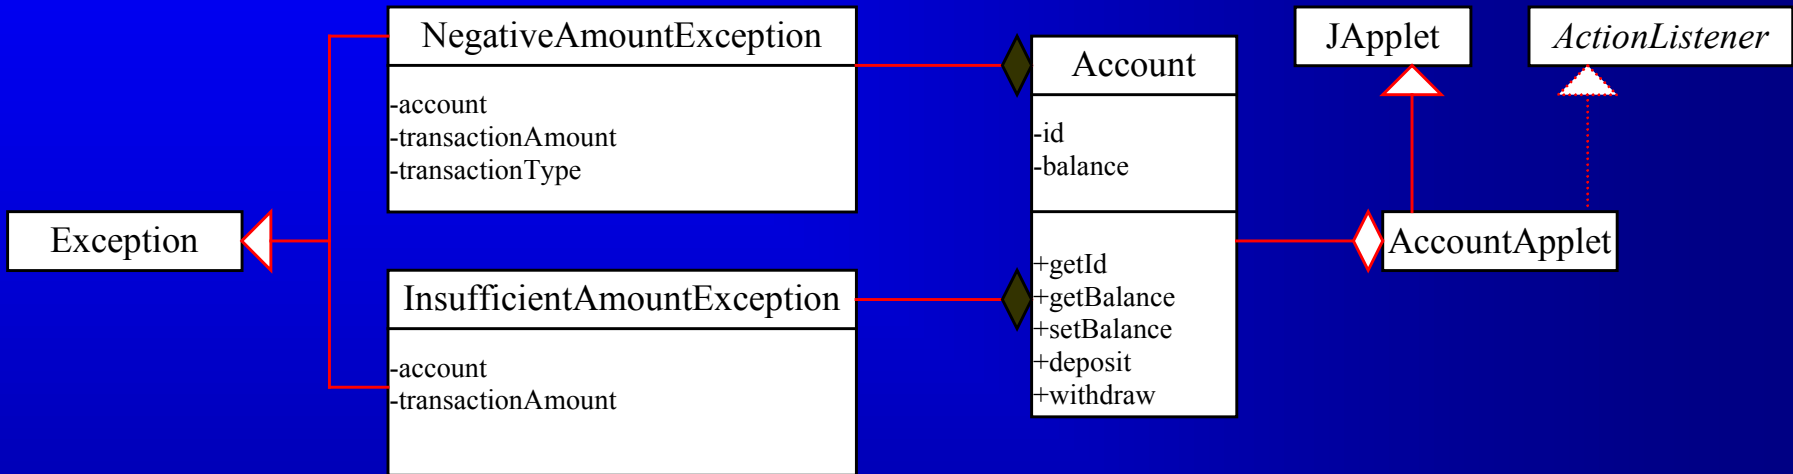 NegativeAmountException
-account
-transactionAmount
-transactionType
Exception
InsufficientAmountException
-account
-transactionAmount
Account
-id
-balance
+getId
+getBalance
+setBalance
+deposit
+withdraw
JApplet
ActionListener
AccountApplet